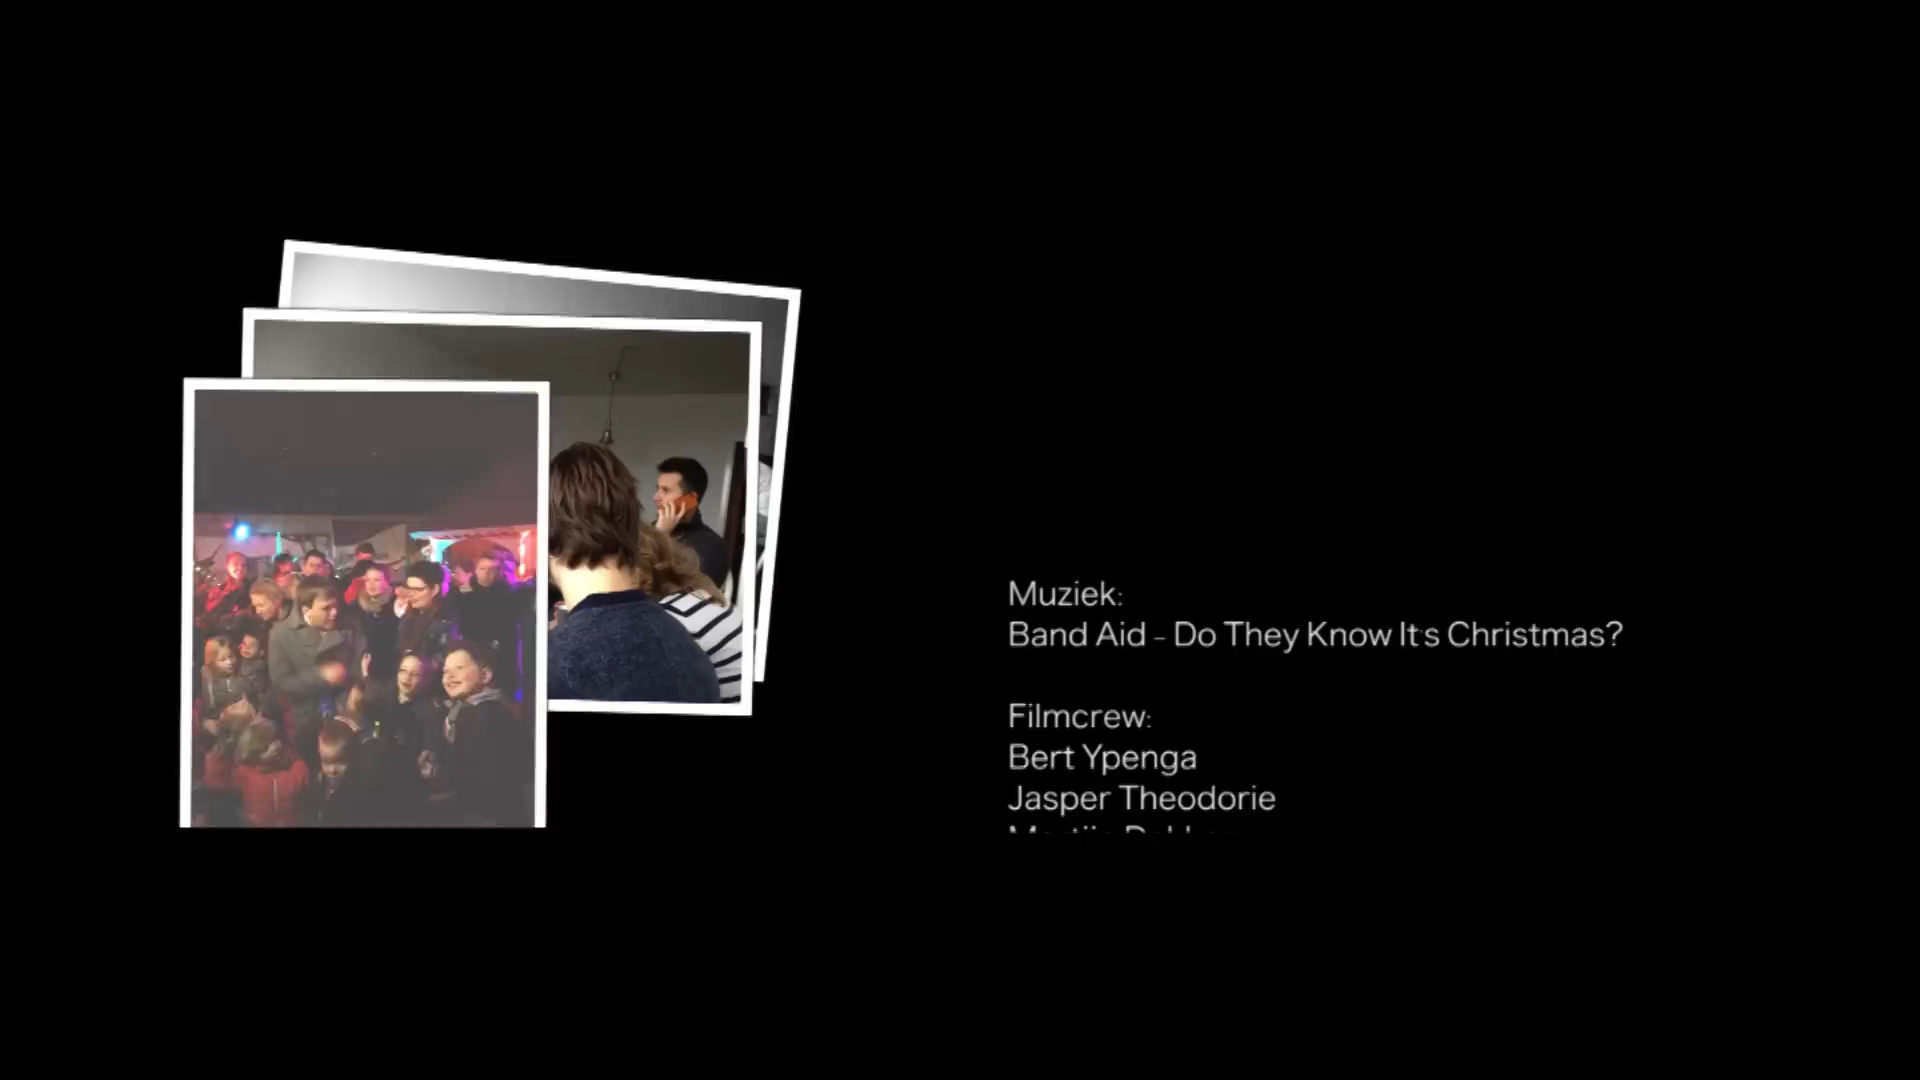 Muziek:
Band Aid - Do They Know It's Christmas?
Filmcrew:
Bert Ypenga
Jasper Theodorie